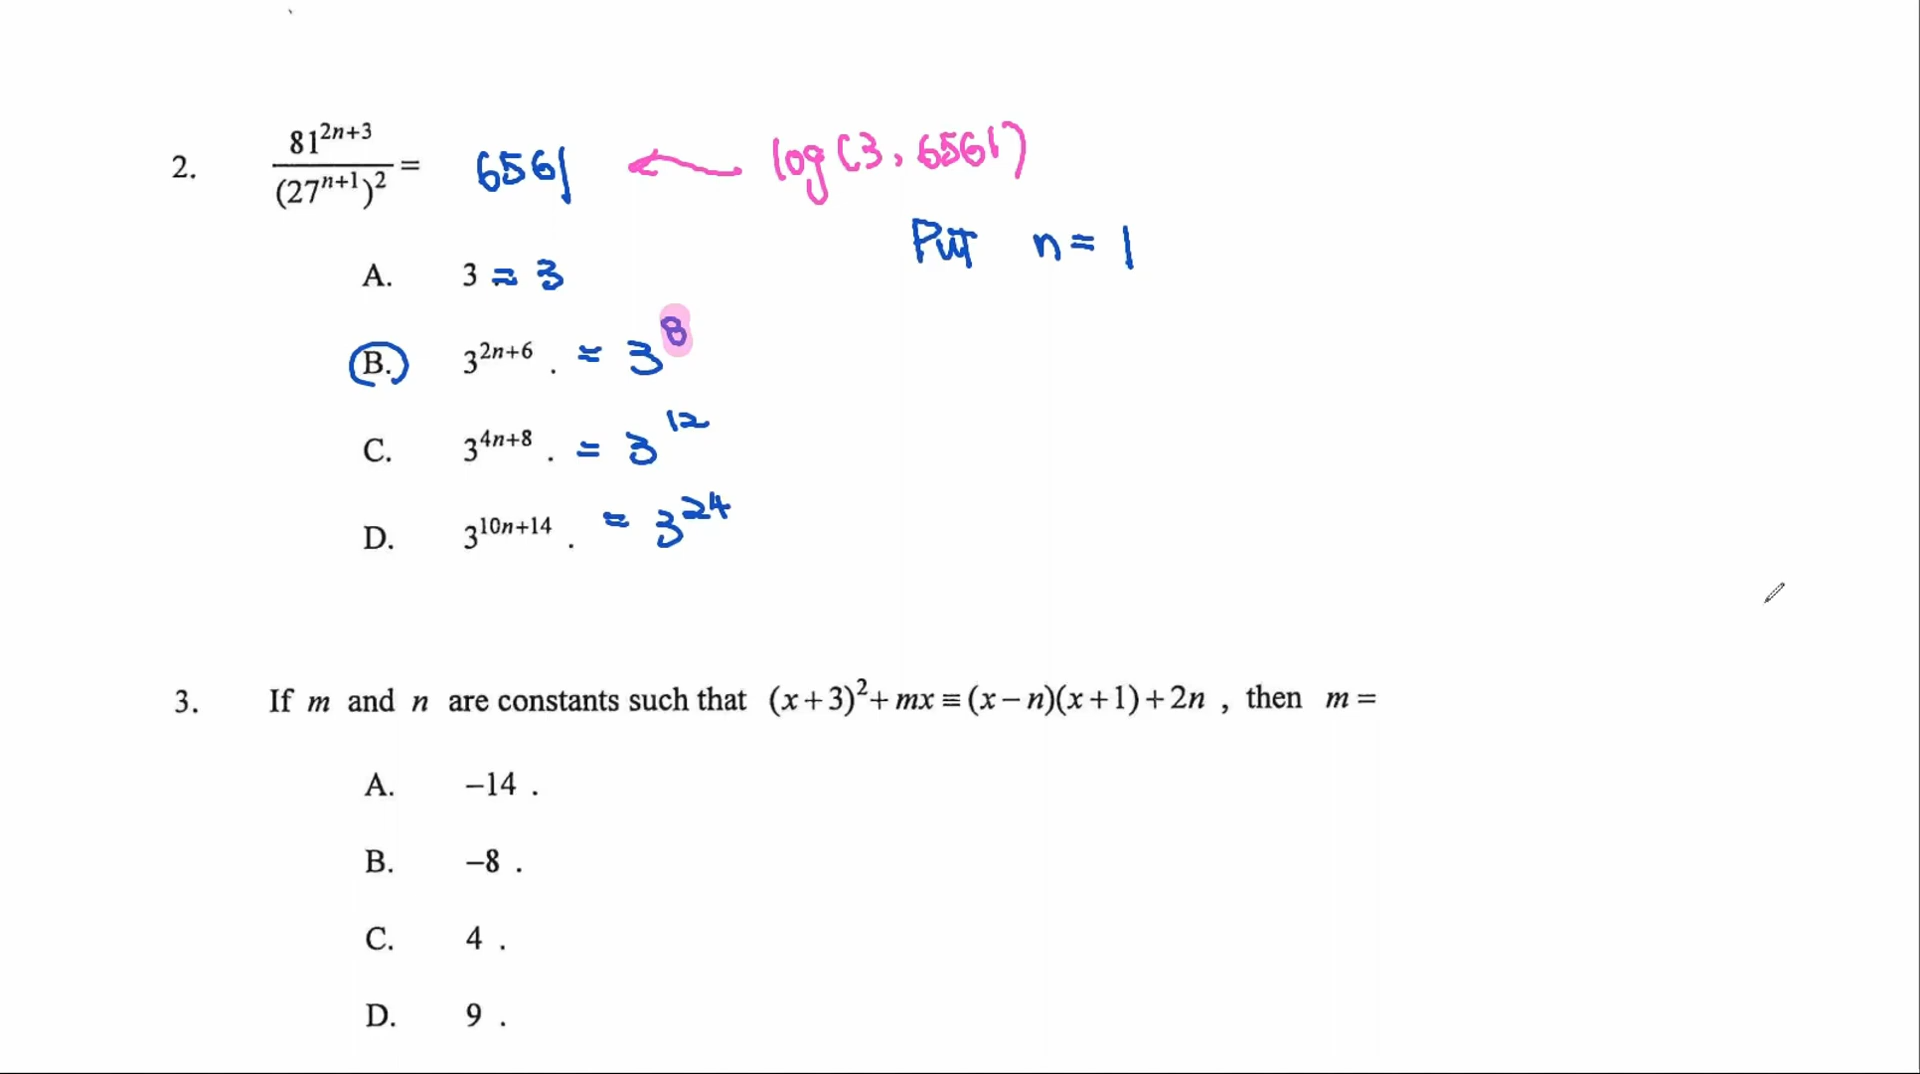 2. 81^{2n+3} / (27^{n+1})^2 = 6561 ← log(3, 6561)
Put n = 1
A. 3 = 3
B. 3^{2n+6} . = 3^8
C. 3^{4n+8} . = 3^{12}
D. 3^{10n+14} . = 3^{24}
3. If m and n are constants such that (x+3)^2 + mx ≡ (x−n)(x+1)+2n , then m =
A. −14 .
B. −8 .
C. 4 .
D. 9 .